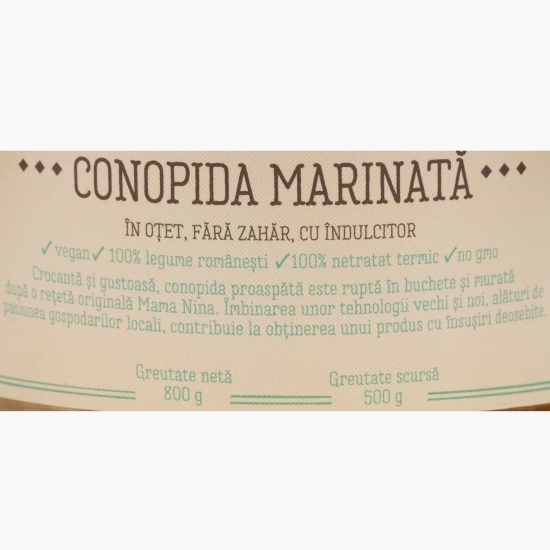 CONOPIDA MARINATĂ
ÎN OȚET, FĂRĂ ZAHĂR, CU ÎNDULCITOR
✓vegan✓ 100% legume românești ✓100% netratat termic ✓no gmo
Crocantă și gustoasă, conopida proaspătă este ruptă în buchete și murată
după o rețetă originală Mama Nina. Îmbinarea unor tehnologii vechi și noi, alături de
pasiunea gospodarilor locali, contribuie la obținerea unui produs cu însușiri deosebite.
Greutate netă
800 g
Greutate scursă
500 g